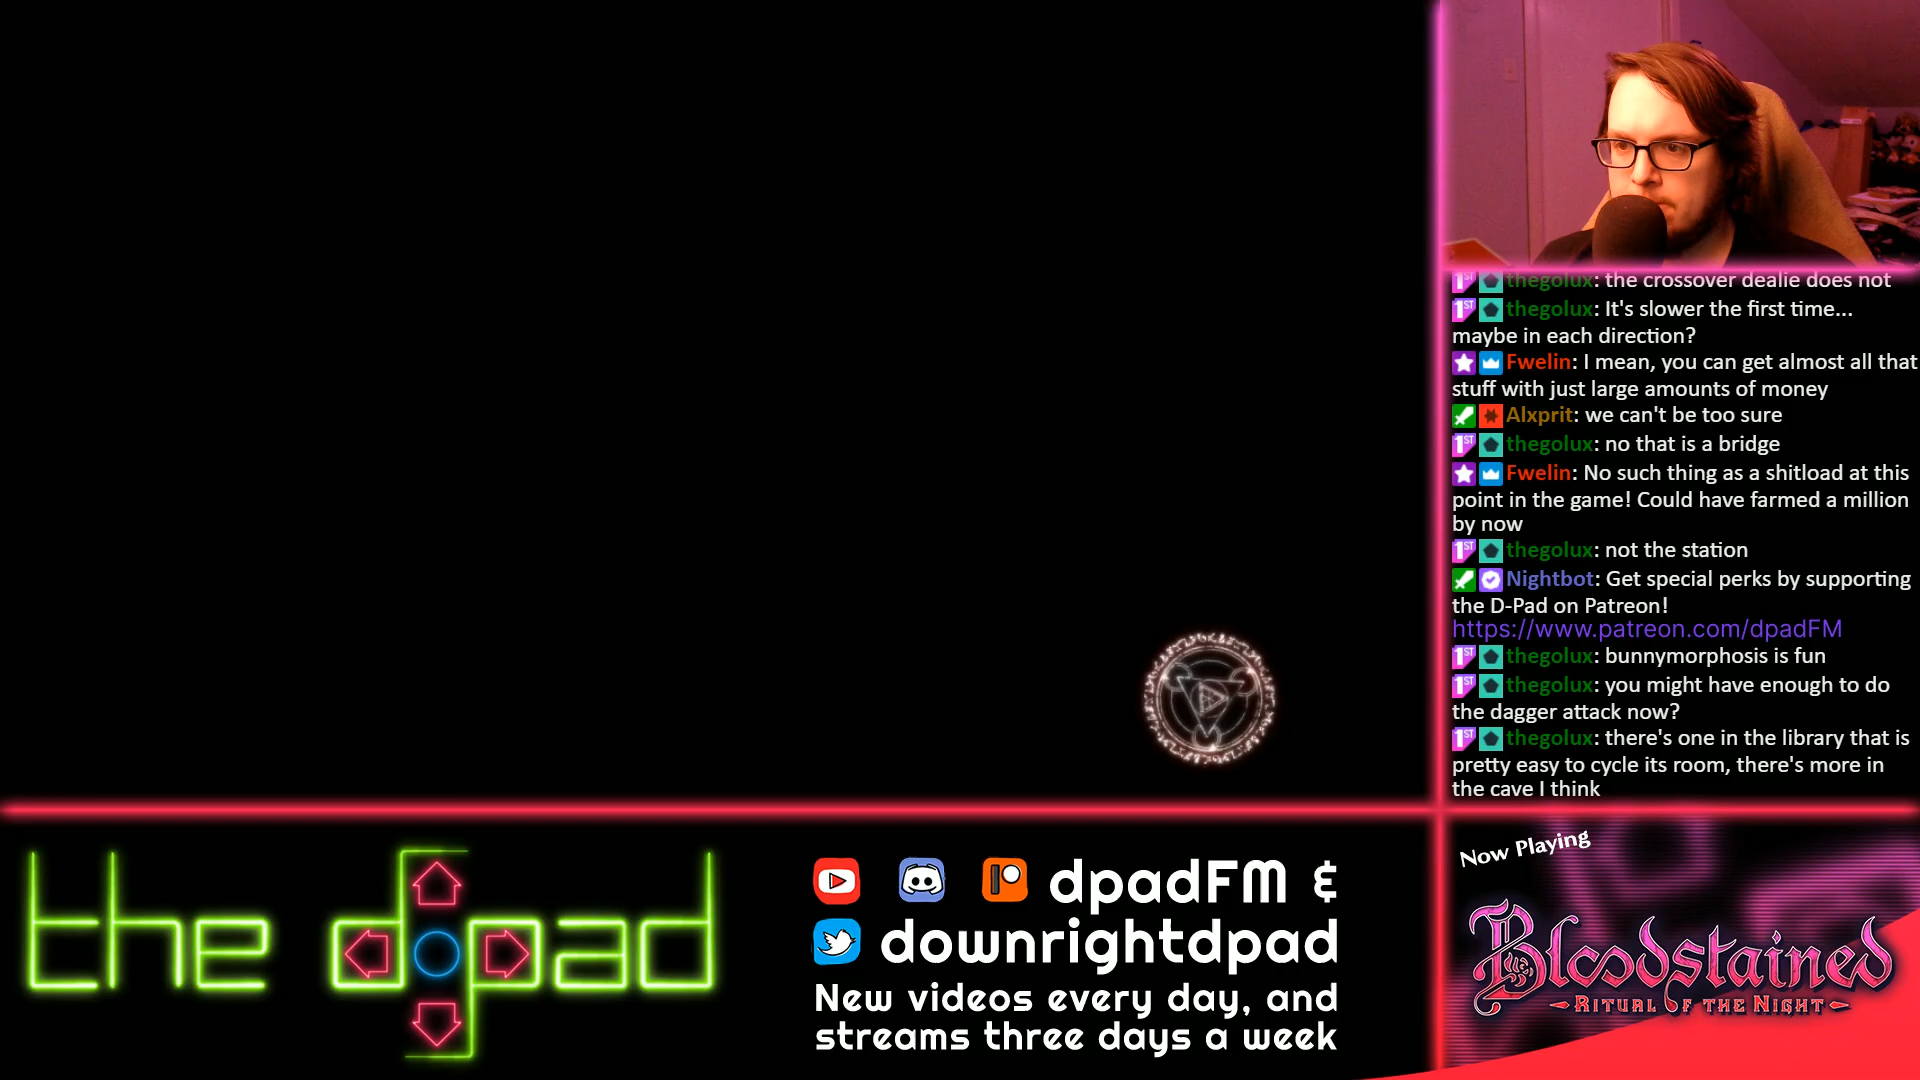 thegolux: the crossover dealie does not
thegolux: It's slower the first time...
maybe in each direction?
Fwelin: I mean, you can get almost all that
stuff with just large amounts of money
Alxprit: we can't be too sure
thegolux: no that is a bridge
Fwelin: No such thing as a shitload at this
point in the game! Could have farmed a million
by now
thegolux: not the station
Nightbot: Get special perks by supporting
the D-Pad on Patreon!
https://www.patreon.com/dpadFM
thegolux: bunnymorphosis is fun
thegolux: you might have enough to do
the dagger attack now?
thegolux: there's one in the library that is
pretty easy to cycle its room, there's more in
the cave I think
the dpad
dpadFM &
downrightdpad
New videos every day, and
streams three days a week
Now Playing
Bloodstained
RITUAL OF THE NIGHT